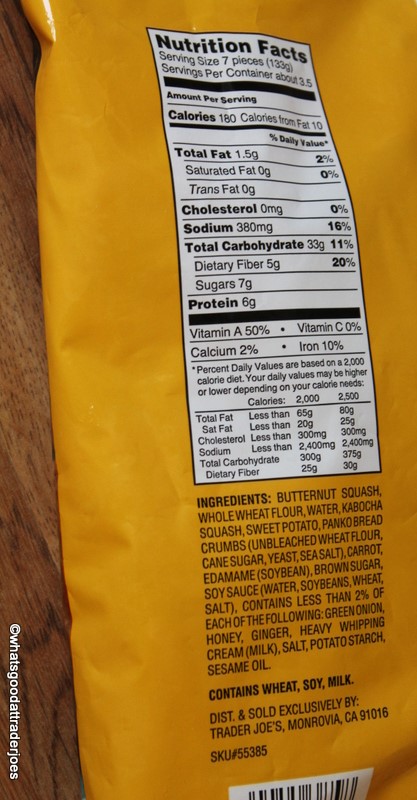 Nutrition Facts
Serving Size 7 pieces (133g)
Servings Per Container about 3.5
Amount Per Serving
Calories 180 Calories from Fat 10
% Daily Value*
Total Fat 1.5g 2%
Saturated Fat 0g 0%
Trans Fat 0g
Cholesterol 0mg 0%
Sodium 380mg 16%
Total Carbohydrate 33g 11%
Dietary Fiber 5g 20%
Sugars 7g
Protein 6g
Vitamin A 50% • Vitamin C 0%
Calcium 2% • Iron 10%
*Percent Daily Values are based on a 2,000
calorie diet. Your daily values may be higher
or lower depending on your calorie needs:
Calories: 2,000 2,500
Total Fat Less than 65g 80g
Sat Fat Less than 20g 25g
Cholesterol Less than 300mg 300mg
Sodium Less than 2,400mg 2,400mg
Total Carbohydrate 300g 375g
Dietary Fiber 25g 30g
INGREDIENTS: BUTTERNUT SQUASH,
WHOLE WHEAT FLOUR, WATER, KABOCHA
SQUASH, SWEET POTATO, PANKO BREAD
CRUMBS (UNBLEACHED WHEAT FLOUR,
CANE SUGAR, YEAST, SEA SALT), CARROT,
EDAMAME (SOYBEAN), BROWN SUGAR,
SOY SAUCE (WATER, SOYBEANS, WHEAT,
SALT), CONTAINS LESS THAN 2% OF
EACH OF THE FOLLOWING: GREEN ONION,
HONEY, GINGER, HEAVY WHIPPING
CREAM (MILK), SALT, POTATO STARCH,
SESAME OIL.
CONTAINS WHEAT, SOY, MILK.
DIST. & SOLD EXCLUSIVELY BY:
TRADER JOE'S, MONROVIA, CA 91016
SKU#55385
©whatsgoodattraderjoes